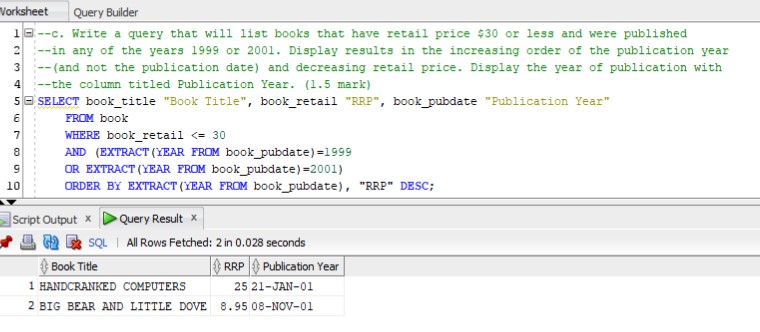 Worksheet Query Builder
1 --c. Write a query that will list books that have retail price $30 or less and were published
2 --in any of the years 1999 or 2001. Display results in the increasing order of the publication year
3 --(and not the publication date) and decreasing retail price. Display the year of publication with
4 --the column titled Publication Year. (1.5 mark)
5 SELECT book_title "Book Title", book_retail "RRP", book_pubdate "Publication Year"
6 FROM book
7 WHERE book_retail <= 30
8 AND (EXTRACT(YEAR FROM book_pubdate)=1999
9 OR EXTRACT(YEAR FROM book_pubdate)=2001)
10 ORDER BY EXTRACT(YEAR FROM book_pubdate), "RRP" DESC;
Script Output x Query Result x
SQL | All Rows Fetched: 2 in 0.028 seconds
Book Title RRP Publication Year
1 HANDCRANKED COMPUTERS 25 21-JAN-01
2 BIG BEAR AND LITTLE DOVE 8.95 08-NOV-01